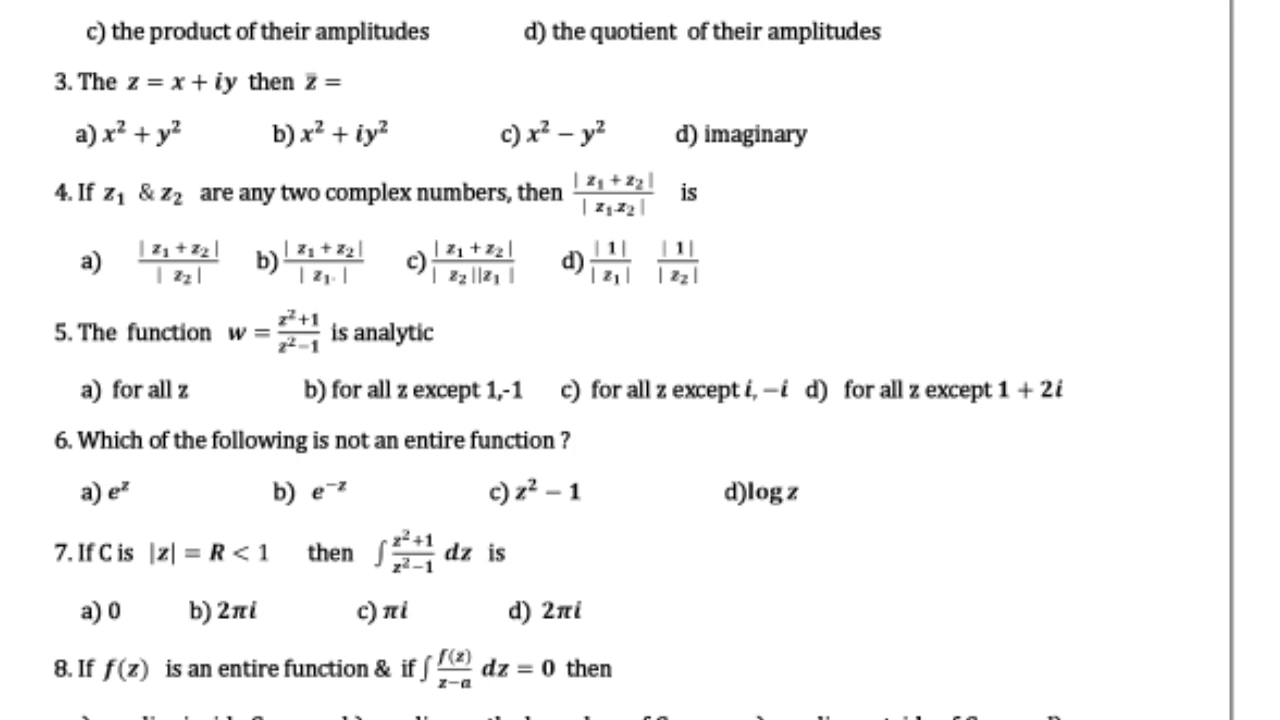 c) the product of their amplitudes d) the quotient of their amplitudes
3. The z = x + iy then z̄ =
a) x² + y² b) x² + iy² c) x² − y² d) imaginary
4. If z₁ & z₂ are any two complex numbers, then | z₁ + z₂ | / | z₁.z₂ | is
a) | z₁ + z₂ | / | z₂ | b) | z₁ + z₂ | / | z₁. | c) | z₁ + z₂ | / | z₂ ||z₁ | d) | 1 | / | z₁ | | 1 | / | z₂ |
5. The function w = z²+1 / z²−1 is analytic
a) for all z b) for all z except 1,-1 c) for all z except i, −i d) for all z except 1 + 2i
6. Which of the following is not an entire function ?
a) eᶻ b) e⁻ᶻ c) z² − 1 d)log z
7. If C is |z| = R < 1 then ∫ z²+1 / z²−1 dz is
a) 0 b) 2πi c) πi d) 2πi
8. If f(z) is an entire function & if ∫ f(z) / z−a dz = 0 then